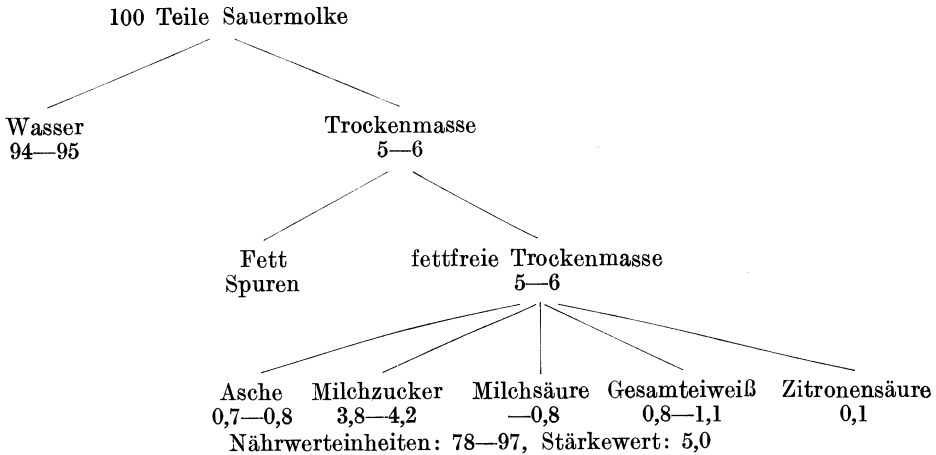 100 Teile Sauermolke
Wasser Trockenmasse
94—95 5—6
Fett fettfreie Trockenmasse
Spuren 5—6
Asche Milchzucker Milchsäure Gesamteiweiß Zitronensäure
0,7—0,8 3,8—4,2 —0,8 0,8—1,1 0,1
Nährwerteinheiten: 78—97, Stärkewert: 5,0